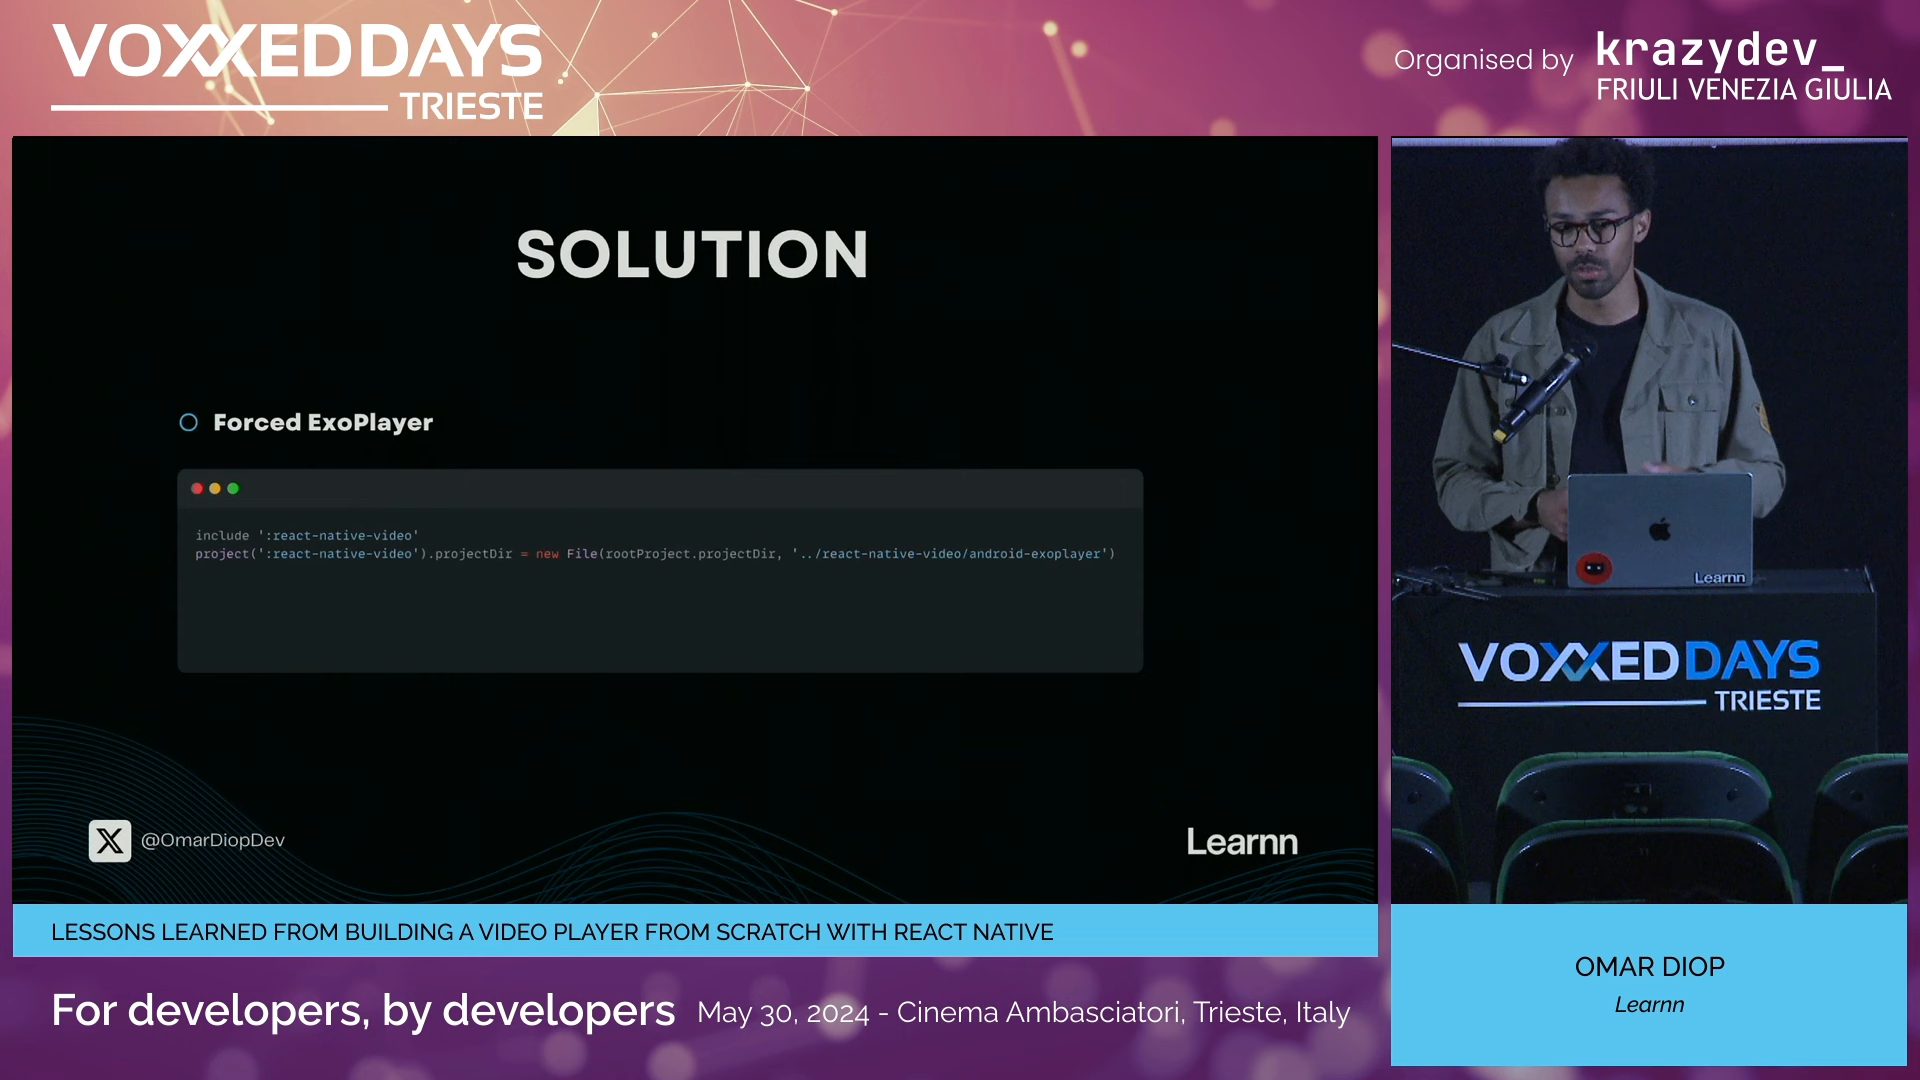 VOXXEDDAYS
TRIESTE
Organised by
krazydev_
FRIULI VENEZIA GIULIA
SOLUTION
Forced ExoPlayer
include ':react-native-video'
project(':react-native-video').projectDir = new File(rootProject.projectDir, '../react-native-video/android-exoplayer')
@OmarDiopDev
Learnn
Learnn
VOXXEDDAYS
TRIESTE
LESSONS LEARNED FROM BUILDING A VIDEO PLAYER FROM SCRATCH WITH REACT NATIVE
OMAR DIOP
Learnn
For developers, by developers
May 30, 2024 - Cinema Ambasciatori, Trieste, Italy